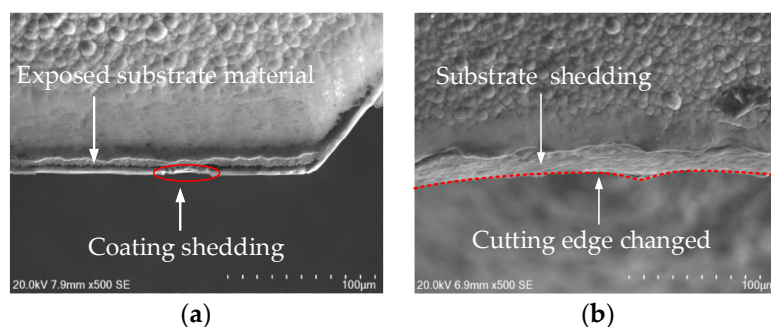 Exposed substrate material
Coating shedding
20.0kV 7.9mm x500 SE
100μm
(a)
Substrate shedding
Cutting edge changed
20.0kV 6.9mm x500 SE
100μm
(b)